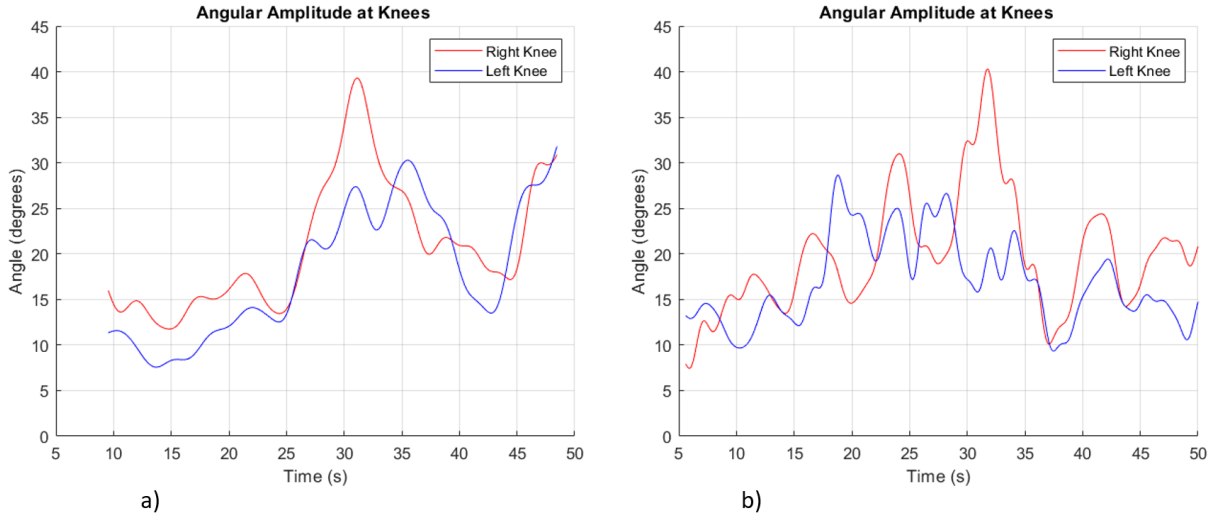 Angular Amplitude at Knees
45
40
35
30
25
20
15
10
5
0
Angle (degrees)
Right Knee
Left Knee
5 10 15 20 25 30 35 40 45 50
Time (s)
a)
Angular Amplitude at Knees
45
40
35
30
25
20
15
10
5
0
Angle (degrees)
Right Knee
Left Knee
5 10 15 20 25 30 35 40 45 50
Time (s)
b)